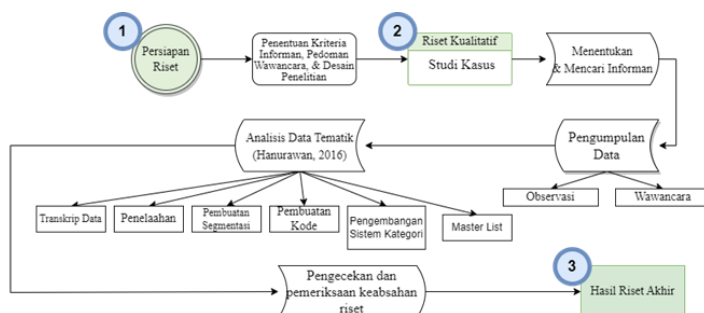 1
Persiapan
Riset
Penentuan Kriteria
Informan, Pedoman
Wawancara, & Desain
Penelitian
2
Riset Kualitatif
Studi Kasus
Menentukan
& Mencari Informan
Analisis Data Tematik
(Hanurawan, 2016)
Pengumpulan
Data
Observasi
Wawancara
Transkrip Data
Penelaahan
Pembuatan
Segmentasi
Pembuatan
Kode
Pengembangan
Sistem Kategori
Master List
Pengecekan dan
pemeriksaan keabsahan
riset
3
Hasil Riset Akhir